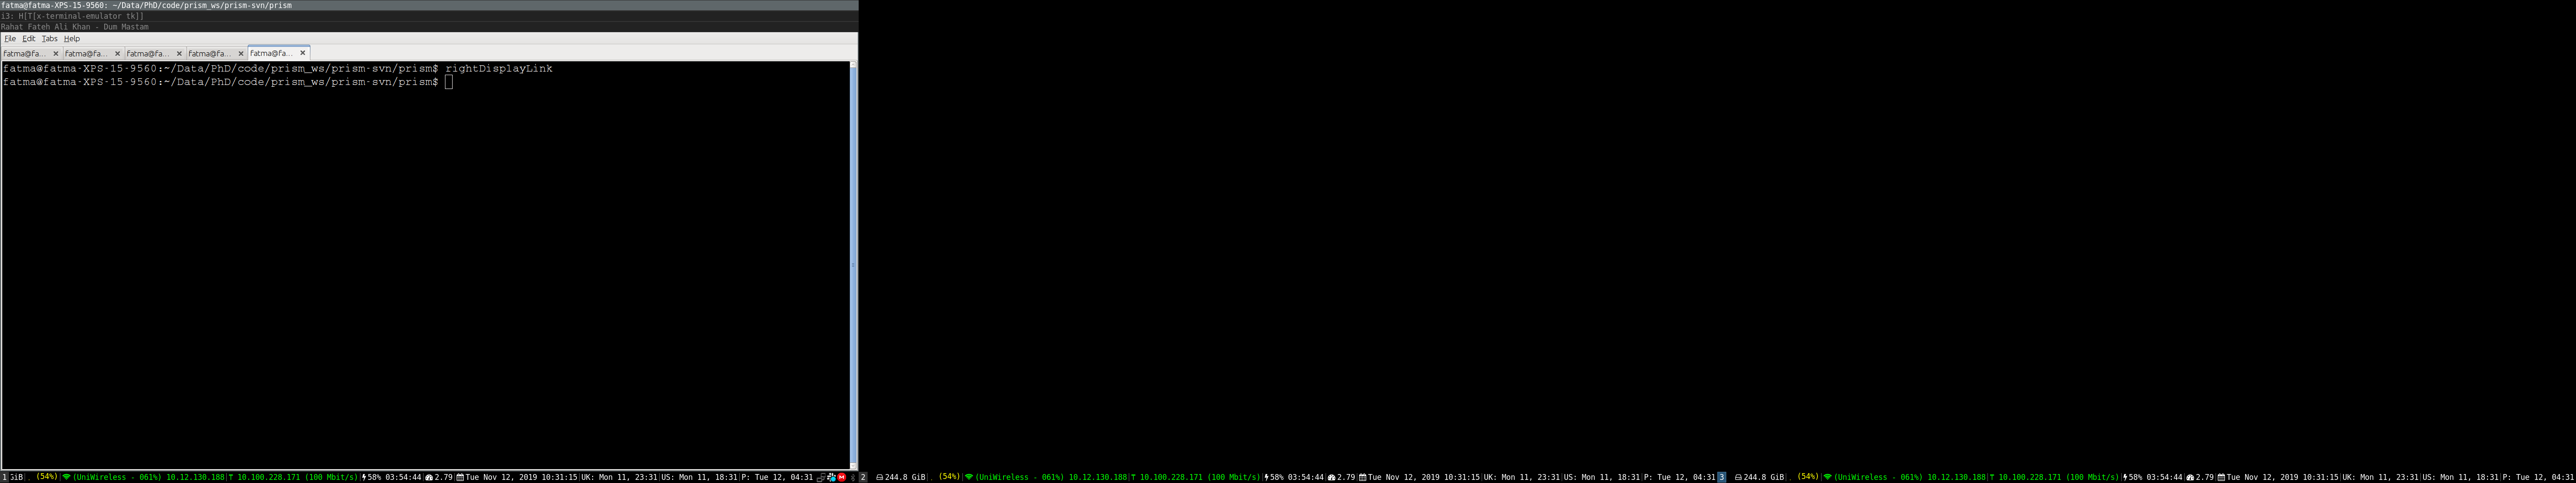 fatma@fatma-XPS-15-9560: ~/Data/PhD/code/prism_ws/prism-svn/prism
i3: H[T[x-terminal-emulator tk]]
Rahat Fateh Ali Khan - Dum Mastam
File Edit Tabs Help
fatma@fa... fatma@fa... fatma@fa... fatma@fa... fatma@fa...
fatma@fatma-XPS-15-9560:~/Data/PhD/code/prism_ws/prism-svn/prism$ rightDisplayLink
fatma@fatma-XPS-15-9560:~/Data/PhD/code/prism_ws/prism-svn/prism$
1 GiB (54%) (UniWireless - 061%) 10.12.130.188 10.100.228.171 (100 Mbit/s) 58% 03:54:44 2.79 Tue Nov 12, 2019 10:31:15 UK: Mon 11, 23:31 US: Mon 11, 18:31 P: Tue 12, 04:31 2 244.8 GiB (54%) (UniWireless - 061%) 10.12.130.188 10.100.228.171 (100 Mbit/s) 58% 03:54:44 2.79 Tue Nov 12, 2019 10:31:15 UK: Mon 11, 23:31 US: Mon 11, 18:31 P: Tue 12, 04:31 3 244.8 GiB (54%) (UniWireless - 061%) 10.12.130.188 10.100.228.171 (100 Mbit/s) 58% 03:54:44 2.79 Tue Nov 12, 2019 10:31:15 UK: Mon 11, 23:31 US: Mon 11, 18:31 P: Tue 12, 04:31